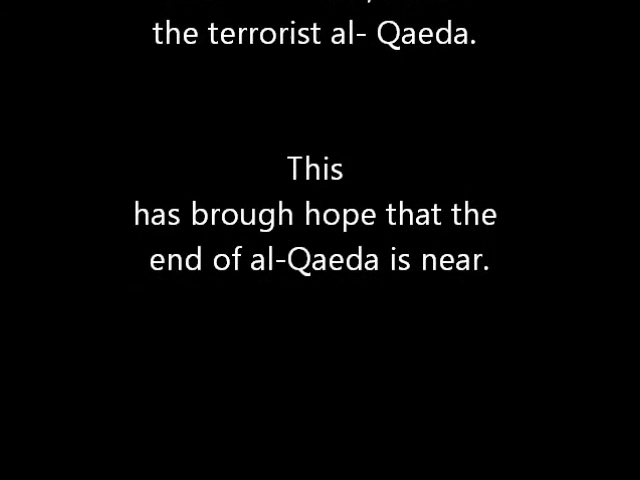 the terrorist al- Qaeda.
This
has brough hope that the
end of al-Qaeda is near.